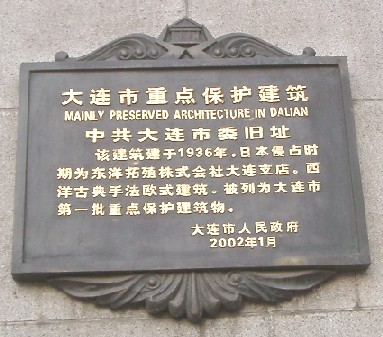 大连市重点保护建筑
MAINLY PRESERVED ARCHITECTURE IN DALIAN
中共大连市委旧址
该建筑建于1936年。日本侵占时
期为东洋拓殖株式会社大连支店。西
洋古典手法欧式建筑。被列为大连市
第一批重点保护建筑物。
大连市人民政府
2002年1月